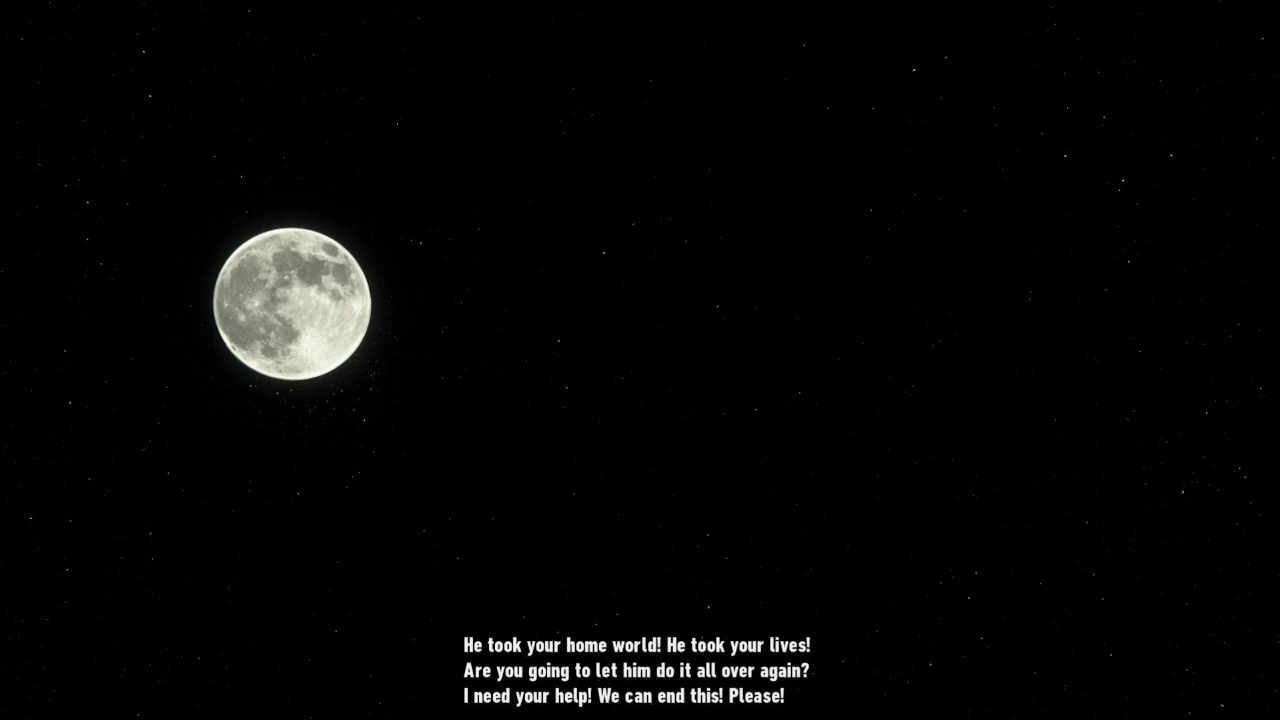 He took your home world! He took your lives!
Are you going to let him do it all over again?
I need your help! We can end this! Please!